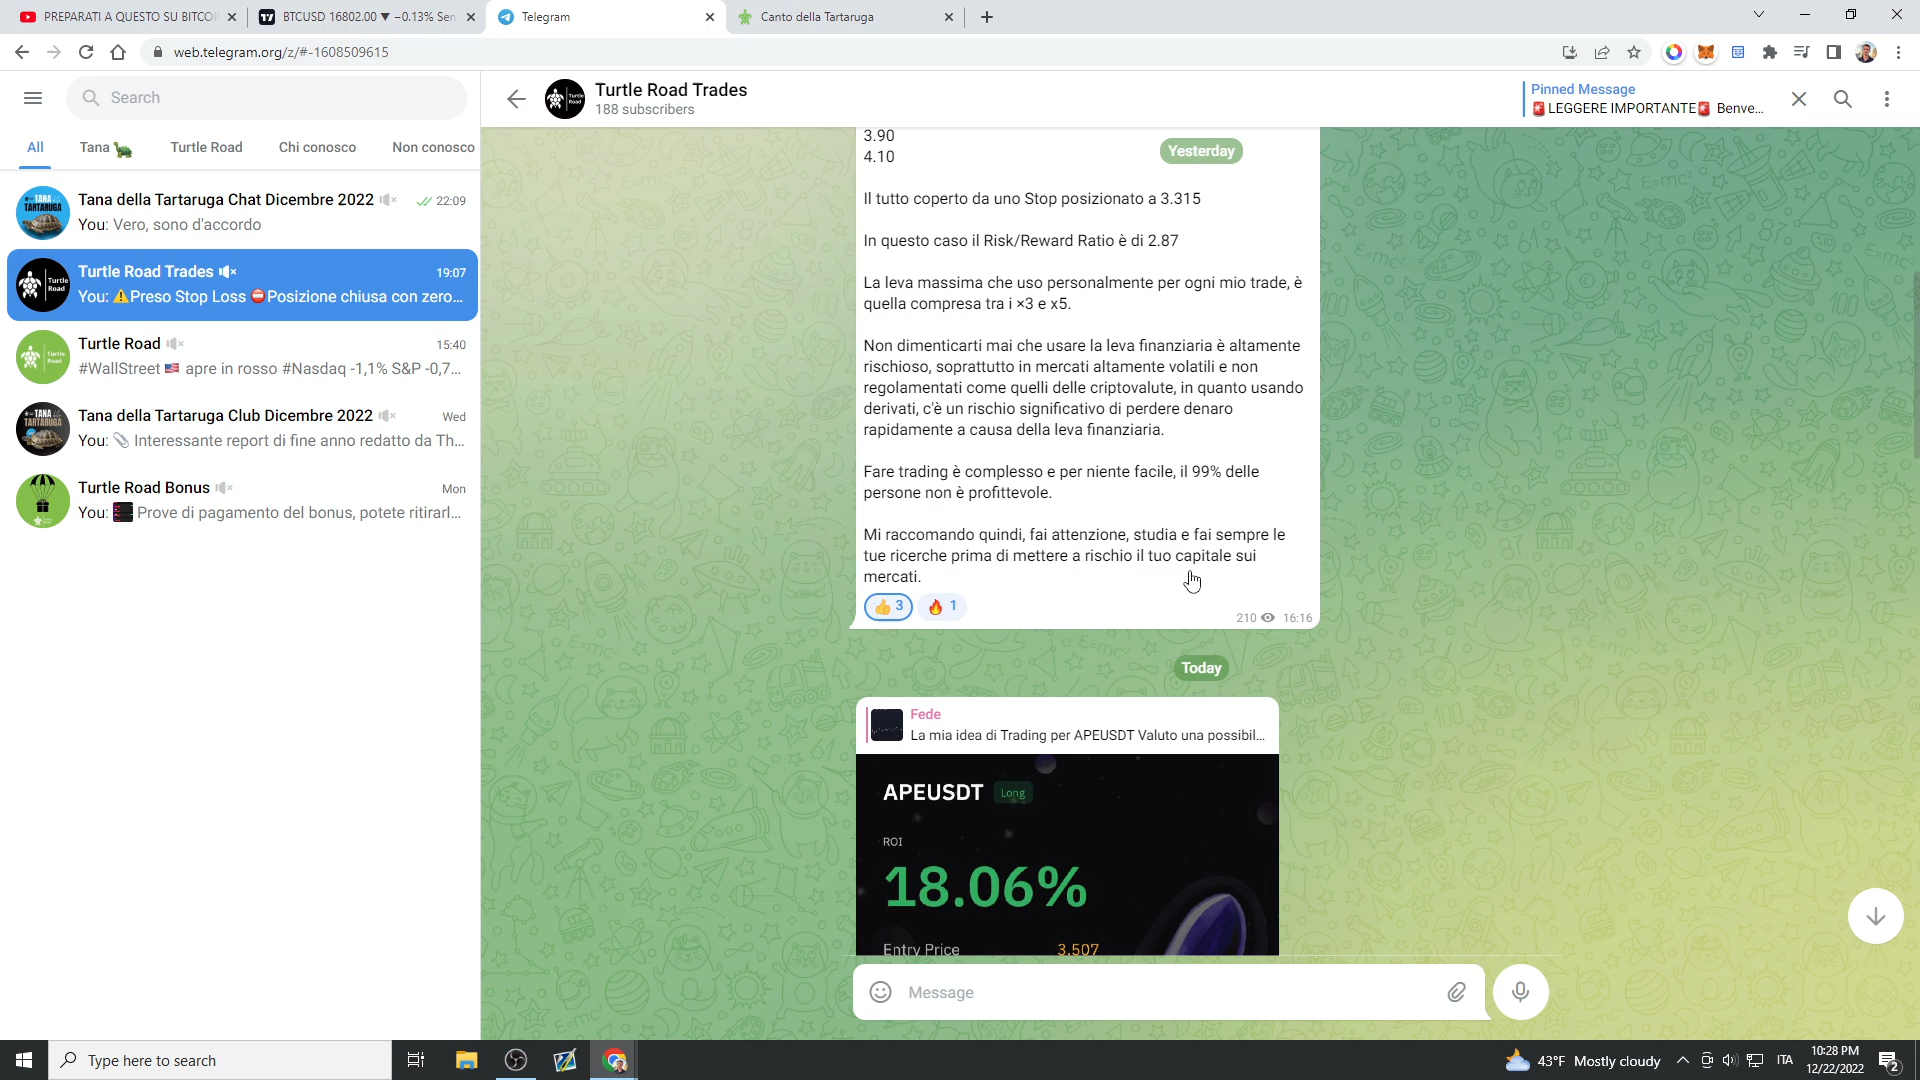 PREPARATI A QUESTO SU BITCOI
BTCUSD 16802.00 ▼ −0.13% Sen
Telegram
Canto della Tartaruga
web.telegram.org/z/#-1608509615
Search
All
Tana 🐢
Turtle Road
Chi conosco
Non conosco
Tana della Tartaruga Chat Dicembre 2022
22:09
You: Vero, sono d'accordo
Turtle Road Trades
19:07
You: ⚠️Preso Stop Loss ⛔Posizione chiusa con zero...
Turtle Road
15:40
#WallStreet 🇺🇸 apre in rosso #Nasdaq -1,1% S&P -0,7...
Tana della Tartaruga Club Dicembre 2022
Wed
You: 📎 Interessante report di fine anno redatto da Th...
Turtle Road Bonus
Mon
You: Prove di pagamento del bonus, potete ritirarl...
Turtle Road Trades
188 subscribers
Pinned Message
🚨LEGGERE IMPORTANTE🚨 Benve...
3.90
Yesterday
4.10
Il tutto coperto da uno Stop posizionato a 3.315
In questo caso il Risk/Reward Ratio è di 2.87
La leva massima che uso personalmente per ogni mio trade, è
quella compresa tra i ×3 e x5.
Non dimenticarti mai che usare la leva finanziaria è altamente
rischioso, soprattutto in mercati altamente volatili e non
regolamentati come quelli delle criptovalute, in quanto usando
derivati, c'è un rischio significativo di perdere denaro
rapidamente a causa della leva finanziaria.
Fare trading è complesso e per niente facile, il 99% delle
persone non è profittevole.
Mi raccomando quindi, fai attenzione, studia e fai sempre le
tue ricerche prima di mettere a rischio il tuo capitale sui
mercati.
👍 3 🔥 1
210 16:16
Today
Fede
La mia idea di Trading per APEUSDT Valuto una possibil...
APEUSDT Long
ROI
18.06%
Entry Price 3.507
Message
Type here to search
43°F Mostly cloudy
ITA
10:28 PM
12/22/2022
2